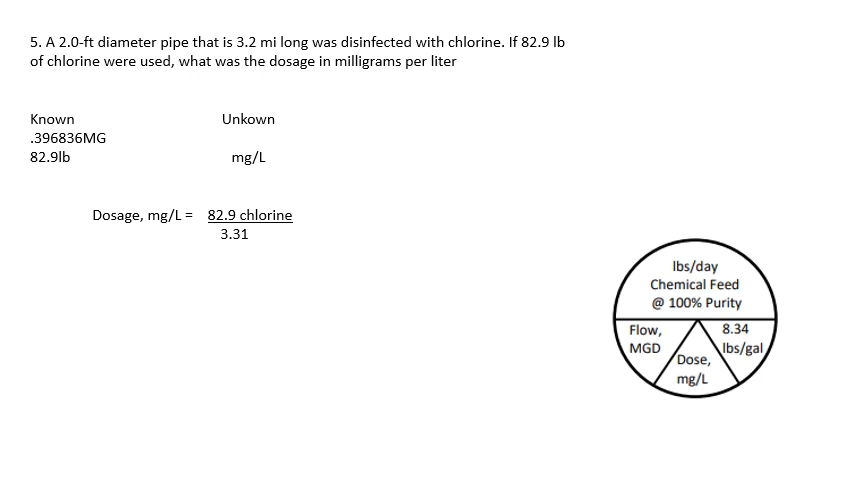 5. A 2.0-ft diameter pipe that is 3.2 mi long was disinfected with chlorine. If 82.9 lb
of chlorine were used, what was the dosage in milligrams per liter
Known Unkown
.396836MG
82.9lb mg/L
Dosage, mg/L = 82.9 chlorine
3.31
lbs/day
Chemical Feed
@ 100% Purity
Flow,
MGD
Dose,
mg/L
8.34
lbs/gal